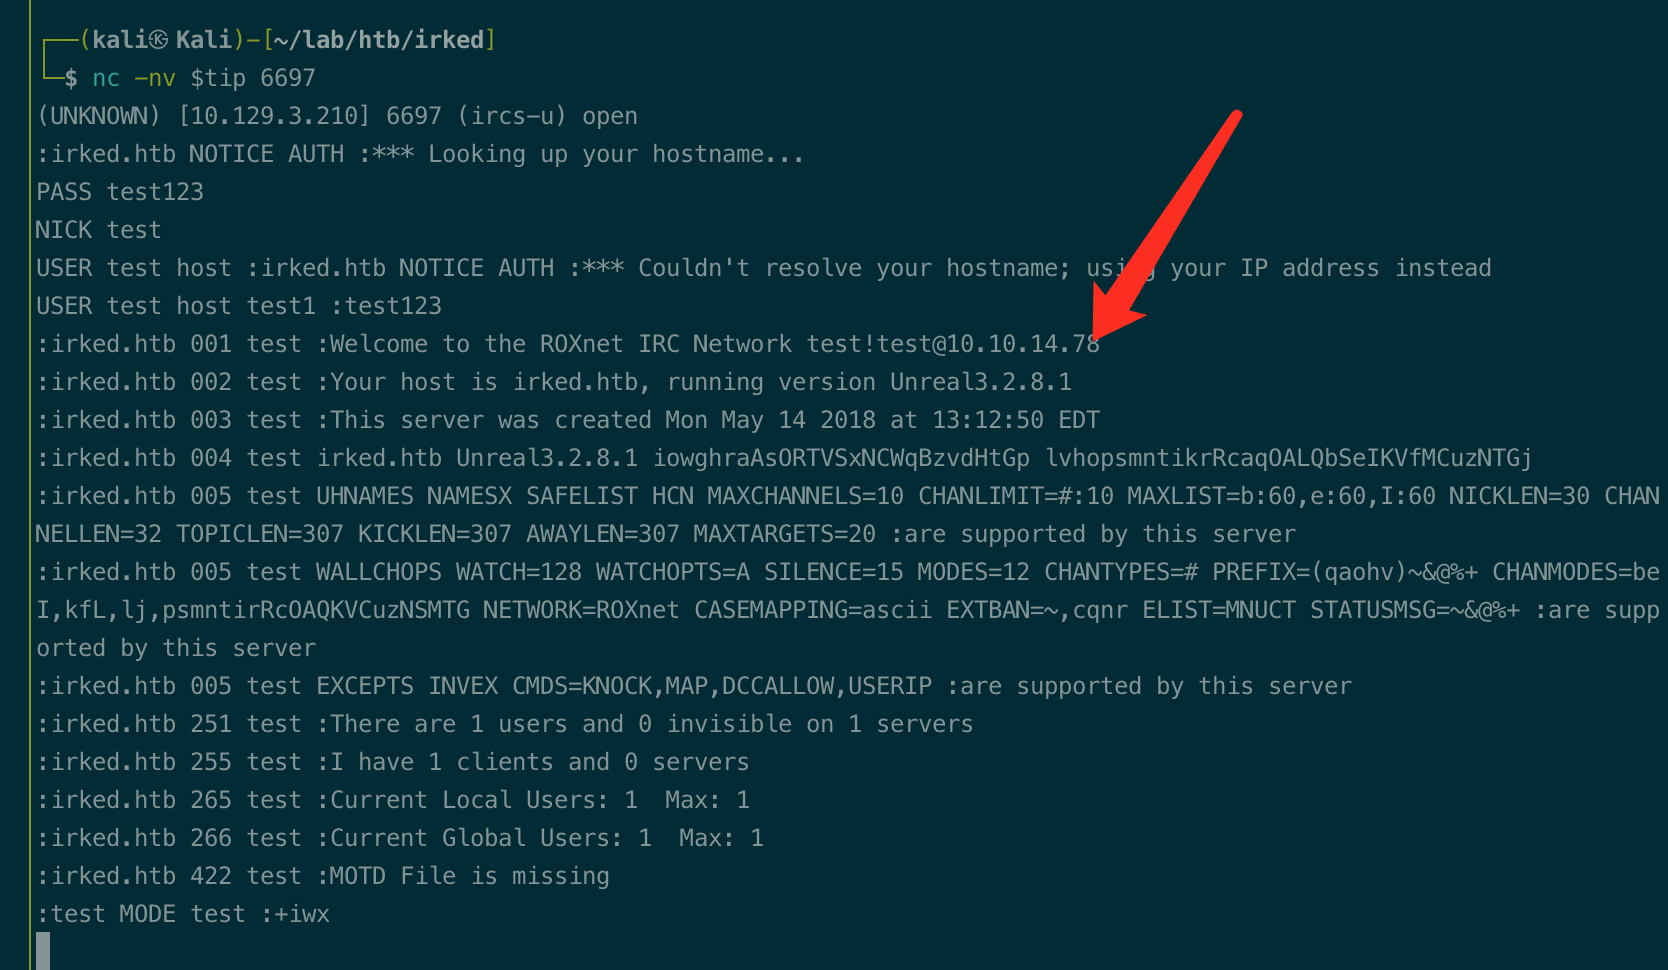 (kali㉿Kali)-[~/lab/htb/irked]
$ nc -nv $tip 6697
(UNKNOWN) [10.129.3.210] 6697 (ircs-u) open
:irked.htb NOTICE AUTH :*** Looking up your hostname...
PASS test123
NICK test
USER test host :irked.htb NOTICE AUTH :*** Couldn't resolve your hostname; using your IP address instead
USER test host test1 :test123
:irked.htb 001 test :Welcome to the ROXnet IRC Network test!test@10.10.14.78
:irked.htb 002 test :Your host is irked.htb, running version Unreal3.2.8.1
:irked.htb 003 test :This server was created Mon May 14 2018 at 13:12:50 EDT
:irked.htb 004 test irked.htb Unreal3.2.8.1 iowghraAsORTVSxNCWqBzvdHtGp lvhopsmntikrRcaqOALQbSeIKVfMCuzNTGj
:irked.htb 005 test UHNAMES NAMESX SAFELIST HCN MAXCHANNELS=10 CHANLIMIT=#:10 MAXLIST=b:60,e:60,I:60 NICKLEN=30 CHAN
NELLEN=32 TOPICLEN=307 KICKLEN=307 AWAYLEN=307 MAXTARGETS=20 :are supported by this server
:irked.htb 005 test WALLCHOPS WATCH=128 WATCHOPTS=A SILENCE=15 MODES=12 CHANTYPES=# PREFIX=(qaohv)~&@%+ CHANMODES=be
I,kfL,lj,psmntirRcOAQKVCuzNSMTG NETWORK=ROXnet CASEMAPPING=ascii EXTBAN=~,cqnr ELIST=MNUCT STATUSMSG=~&@%+ :are supp
orted by this server
:irked.htb 005 test EXCEPTS INVEX CMDS=KNOCK,MAP,DCCALLOW,USERIP :are supported by this server
:irked.htb 251 test :There are 1 users and 0 invisible on 1 servers
:irked.htb 255 test :I have 1 clients and 0 servers
:irked.htb 265 test :Current Local Users: 1  Max: 1
:irked.htb 266 test :Current Global Users: 1  Max: 1
:irked.htb 422 test :MOTD File is missing
:test MODE test :+iwx